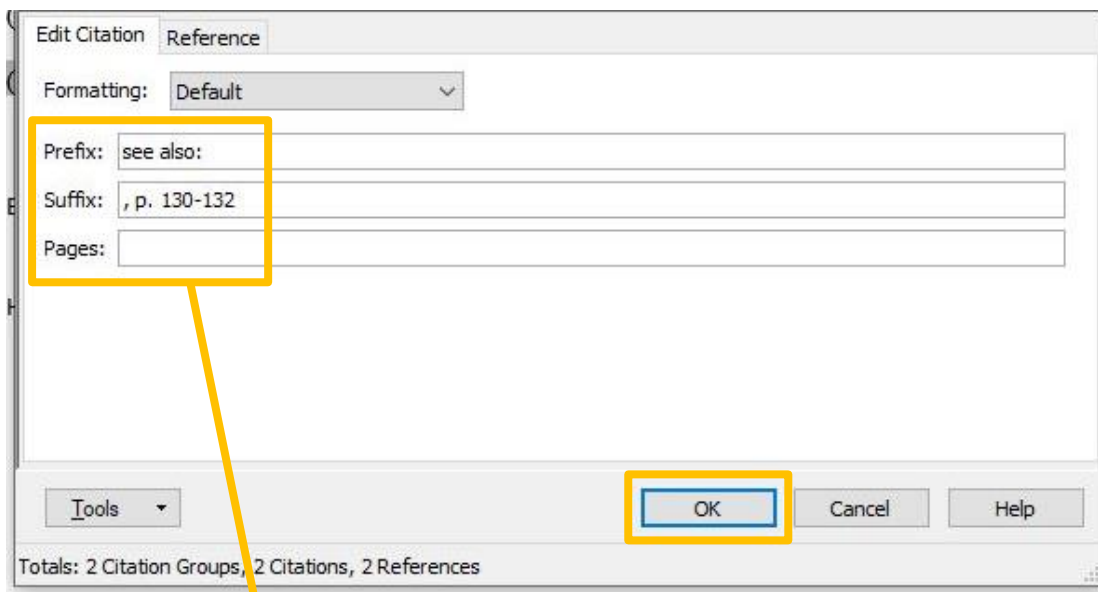 Edit Citation Reference
Formatting: Default
Prefix: see also:
Suffix: , p. 130-132
Pages:
Tools OK Cancel Help
Totals: 2 Citation Groups, 2 Citations, 2 References